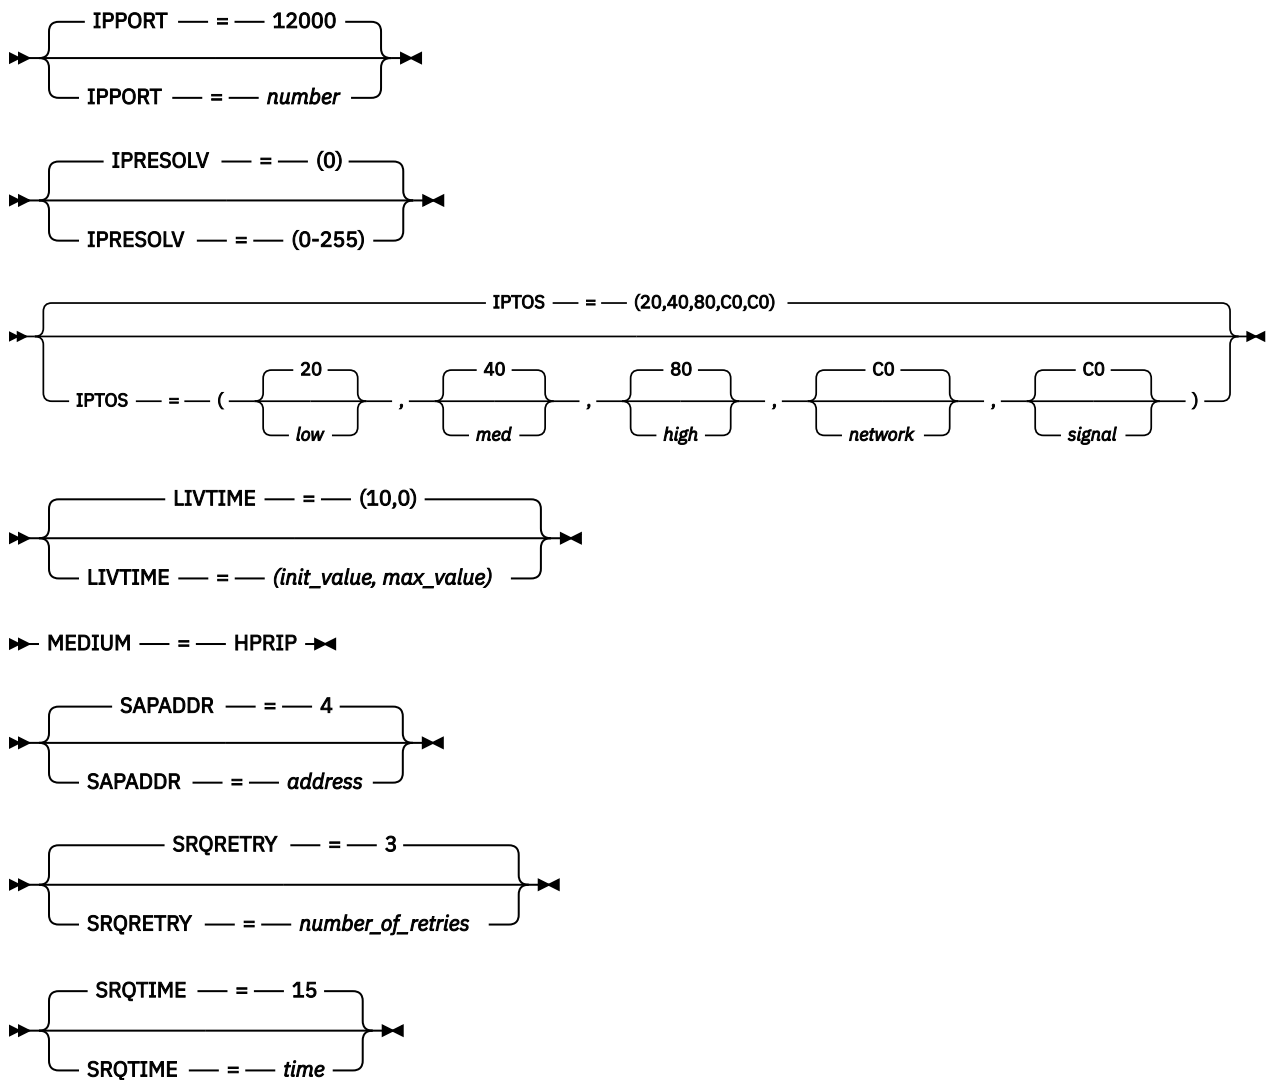 IPPORT = 12000
IPPORT = number
IPRESOLV = (0)
IPRESOLV = (0-255)
IPTOS = (20,40,80,C0,C0)
20 40 80 C0 C0
IPTOS = ( , , , , )
low med high network signal
LIVTIME = (10,0)
LIVTIME = (init_value, max_value)
MEDIUM = HPRIP
SAPADDR = 4
SAPADDR = address
SRQRETRY = 3
SRQRETRY = number_of_retries
SRQTIME = 15
SRQTIME = time